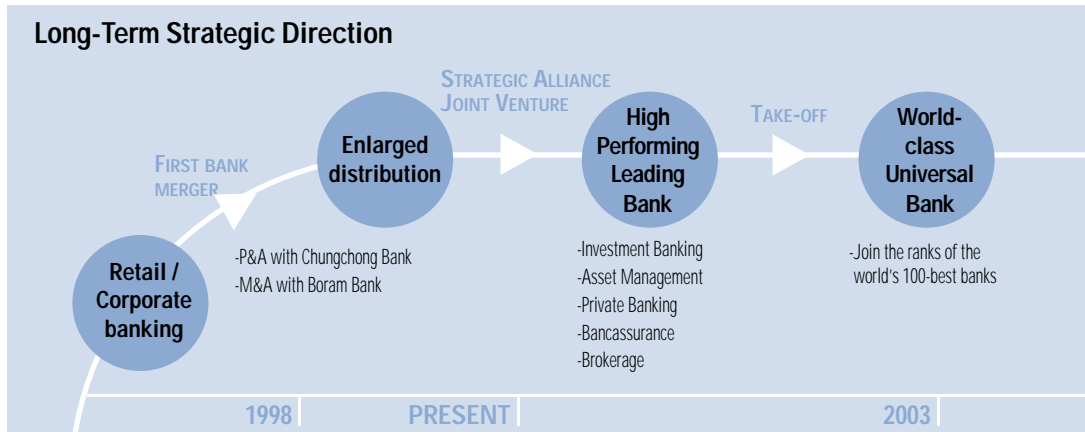 Long-Term Strategic Direction
Retail /
Corporate
banking
FIRST BANK
MERGER
Enlarged
distribution
-P&A with Chungchong Bank
-M&A with Boram Bank
STRATEGIC ALLIANCE
JOINT VENTURE
High
Performing
Leading
Bank
-Investment Banking
-Asset Management
-Private Banking
-Bancassurance
-Brokerage
TAKE-OFF
World-
class
Universal
Bank
-Join the ranks of the
world's 100-best banks
1998
PRESENT
2003